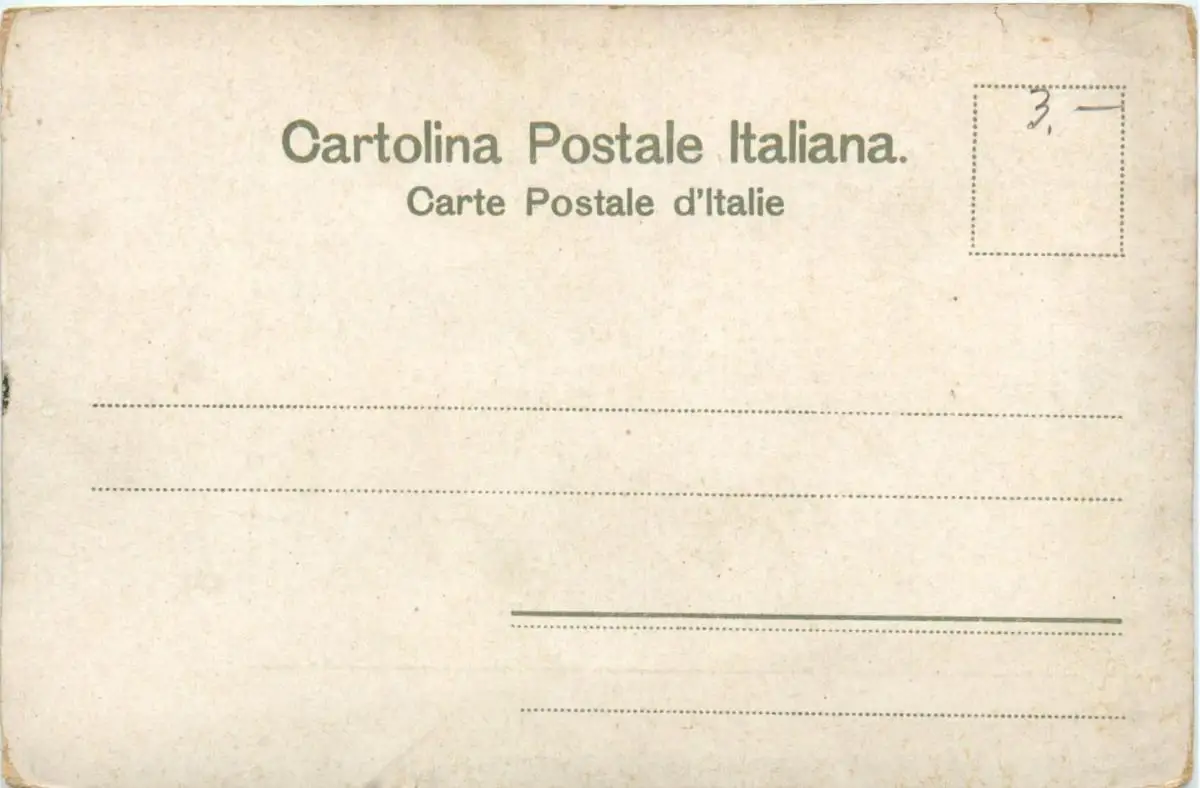 3,—
Cartolina Postale Italiana.
Carte Postale d'Italie